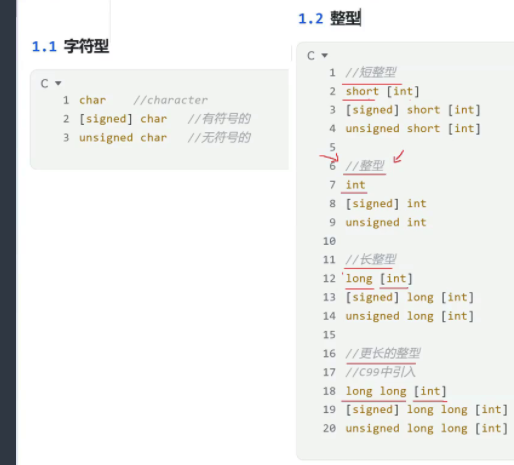 1.1 字符型
C
1 char //character
2 [signed] char //有符号的
3 unsigned char //无符号的
1.2 整型
C
1 //短整型
2 short [int]
3 [signed] short [int]
4 unsigned short [int]
5
6 //整型
7 int
8 [signed] int
9 unsigned int
10
11 //长整型
12 long [int]
13 [signed] long [int]
14 unsigned long [int]
15
16 //更长的整型
17 //C99中引入
18 long long [int]
19 [signed] long long [int]
20 unsigned long long [int]